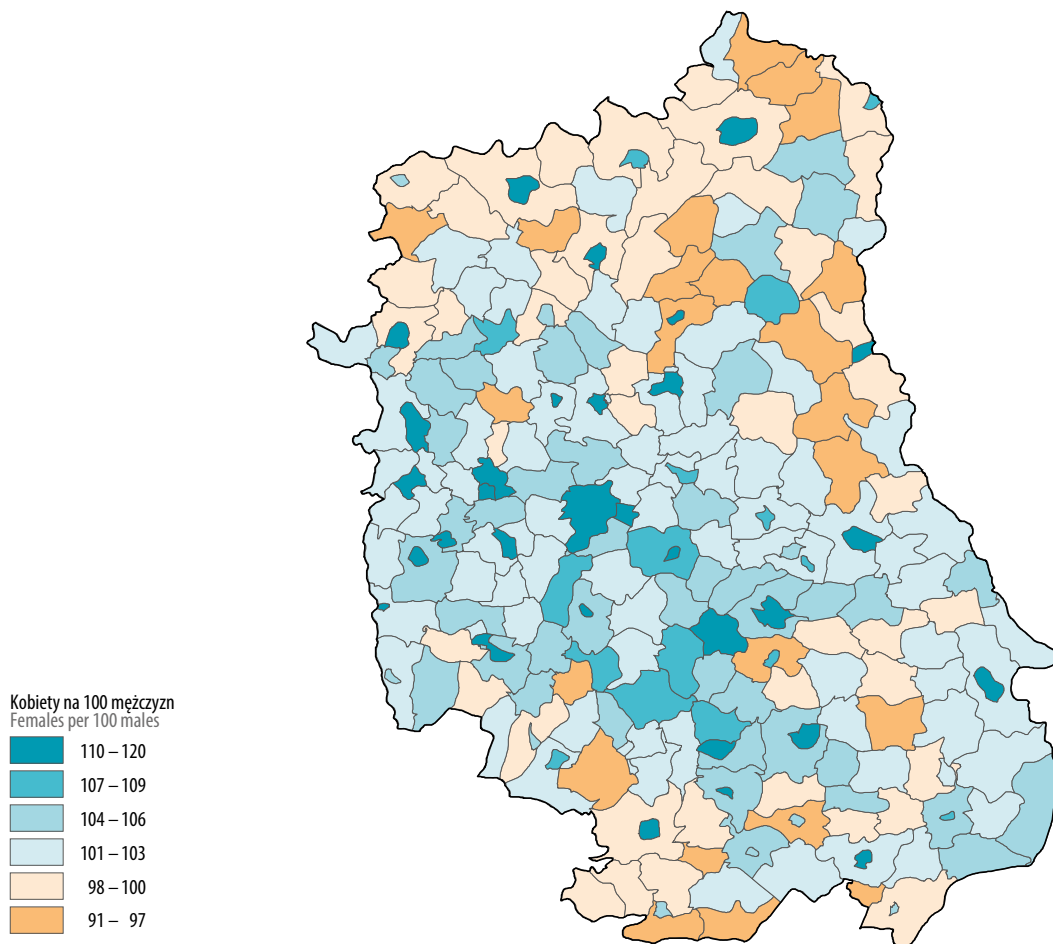 Kobiety na 100 mężczyzn
Females per 100 males
110 – 120
107 – 109
104 – 106
101 – 103
98 – 100
91 – 97